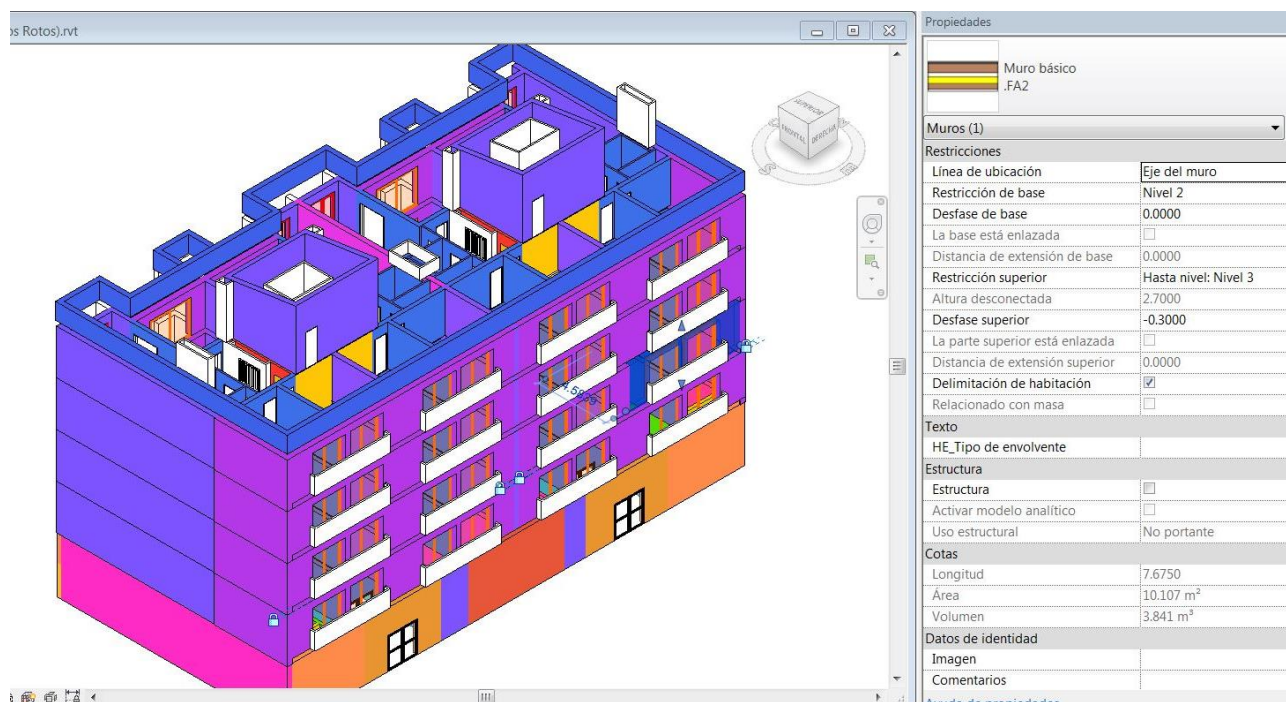 os Rotos).rvt
Propiedades
Muro básico
.FA2
Muros (1)
Restricciones
Línea de ubicación Eje del muro
Restricción de base Nivel 2
Desfase de base 0.0000
La base está enlazada
Distancia de extensión de base 0.0000
Restricción superior Hasta nivel: Nivel 3
Altura desconectada 2.7000
Desfase superior -0.3000
La parte superior está enlazada
Distancia de extensión superior 0.0000
Delimitación de habitación
Relacionado con masa
Texto
HE_Tipo de envolvente
Estructura
Estructura
Activar modelo analítico
Uso estructural No portante
Cotas
Longitud 7.6750
Área 10.107 m²
Volumen 3.841 m³
Datos de identidad
Imagen
Comentarios
SUPERIOR
FRONTAL
DERECHA